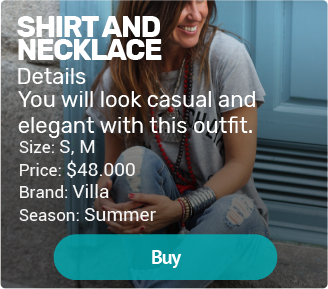 SHIRT AND
NECKLACE
Details
You will look casual and
elegant with this outfit.
Size: S, M
Price: $48.000
Brand: Villa
Season: Summer
Buy